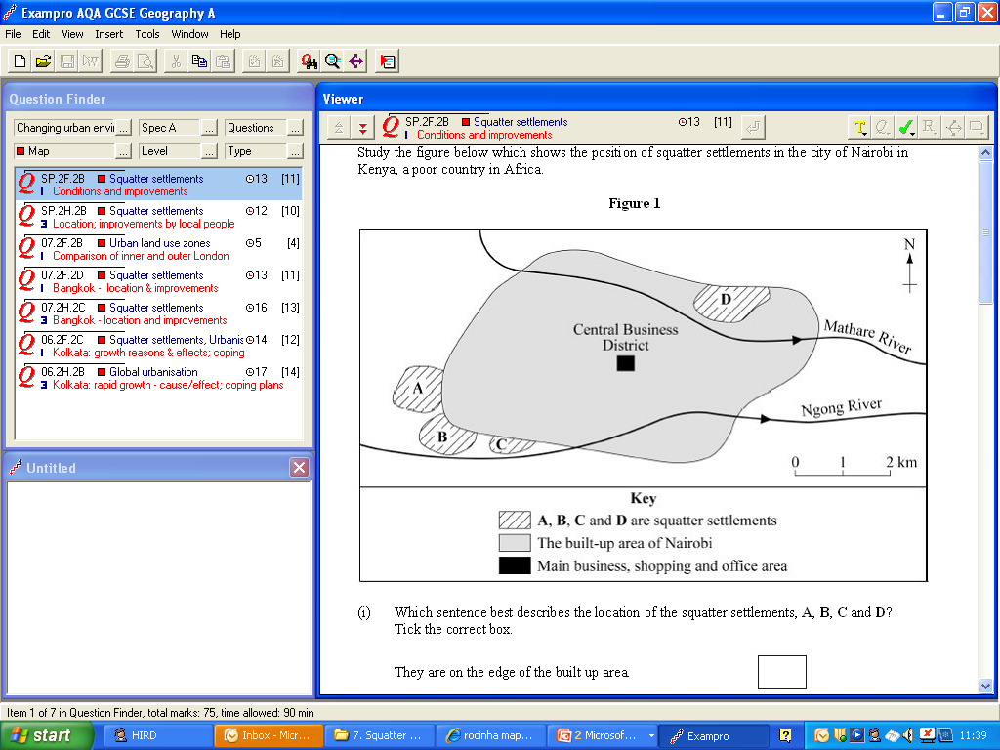 Exampro AQA GCSE Geography A
File Edit View Insert Tools Window Help
Question Finder
Changing urban envi ... Spec A ... Questions ...
Map ... Level ... Type ...
Q SP.2F.2B Squatter settlements 13 [11]
1 Conditions and improvements
Q SP.2H.2B Squatter settlements 12 [10]
3 Location; improvements by local people
Q 07.2F.2B Urban land use zones 5 [4]
1 Comparison of inner and outer London
Q 07.2F.2D Squatter settlements 13 [11]
1 Bangkok - location & improvements
Q 07.2H.2C Squatter settlements 16 [13]
3 Bangkok - location and improvements
Q 06.2F.2C Squatter settlements, Urbanis 14 [12]
1 Kolkata: growth reasons & effects; coping
Q 06.2H.2B Global urbanisation 17 [14]
3 Kolkata: rapid growth - cause/effect; coping plans
Untitled
Viewer
Q SP.2F.2B Squatter settlements 13 [11]
1 Conditions and improvements
Study the figure below which shows the position of squatter settlements in the city of Nairobi in
Kenya, a poor country in Africa.
Figure 1
N
D
Central Business
District
Mathare River
A
Ngong River
B
C
0 1 2 km
Key
A, B, C and D are squatter settlements
The built-up area of Nairobi
Main business, shopping and office area
(i) Which sentence best describes the location of the squatter settlements, A, B, C and D?
Tick the correct box.
They are on the edge of the built up area.
Item 1 of 7 in Question Finder, total marks: 75, time allowed: 90 min
start HIRD Inbox - Micr... 7. Squatter ... rocinha map... 2 Microsof... Exampro 11:39